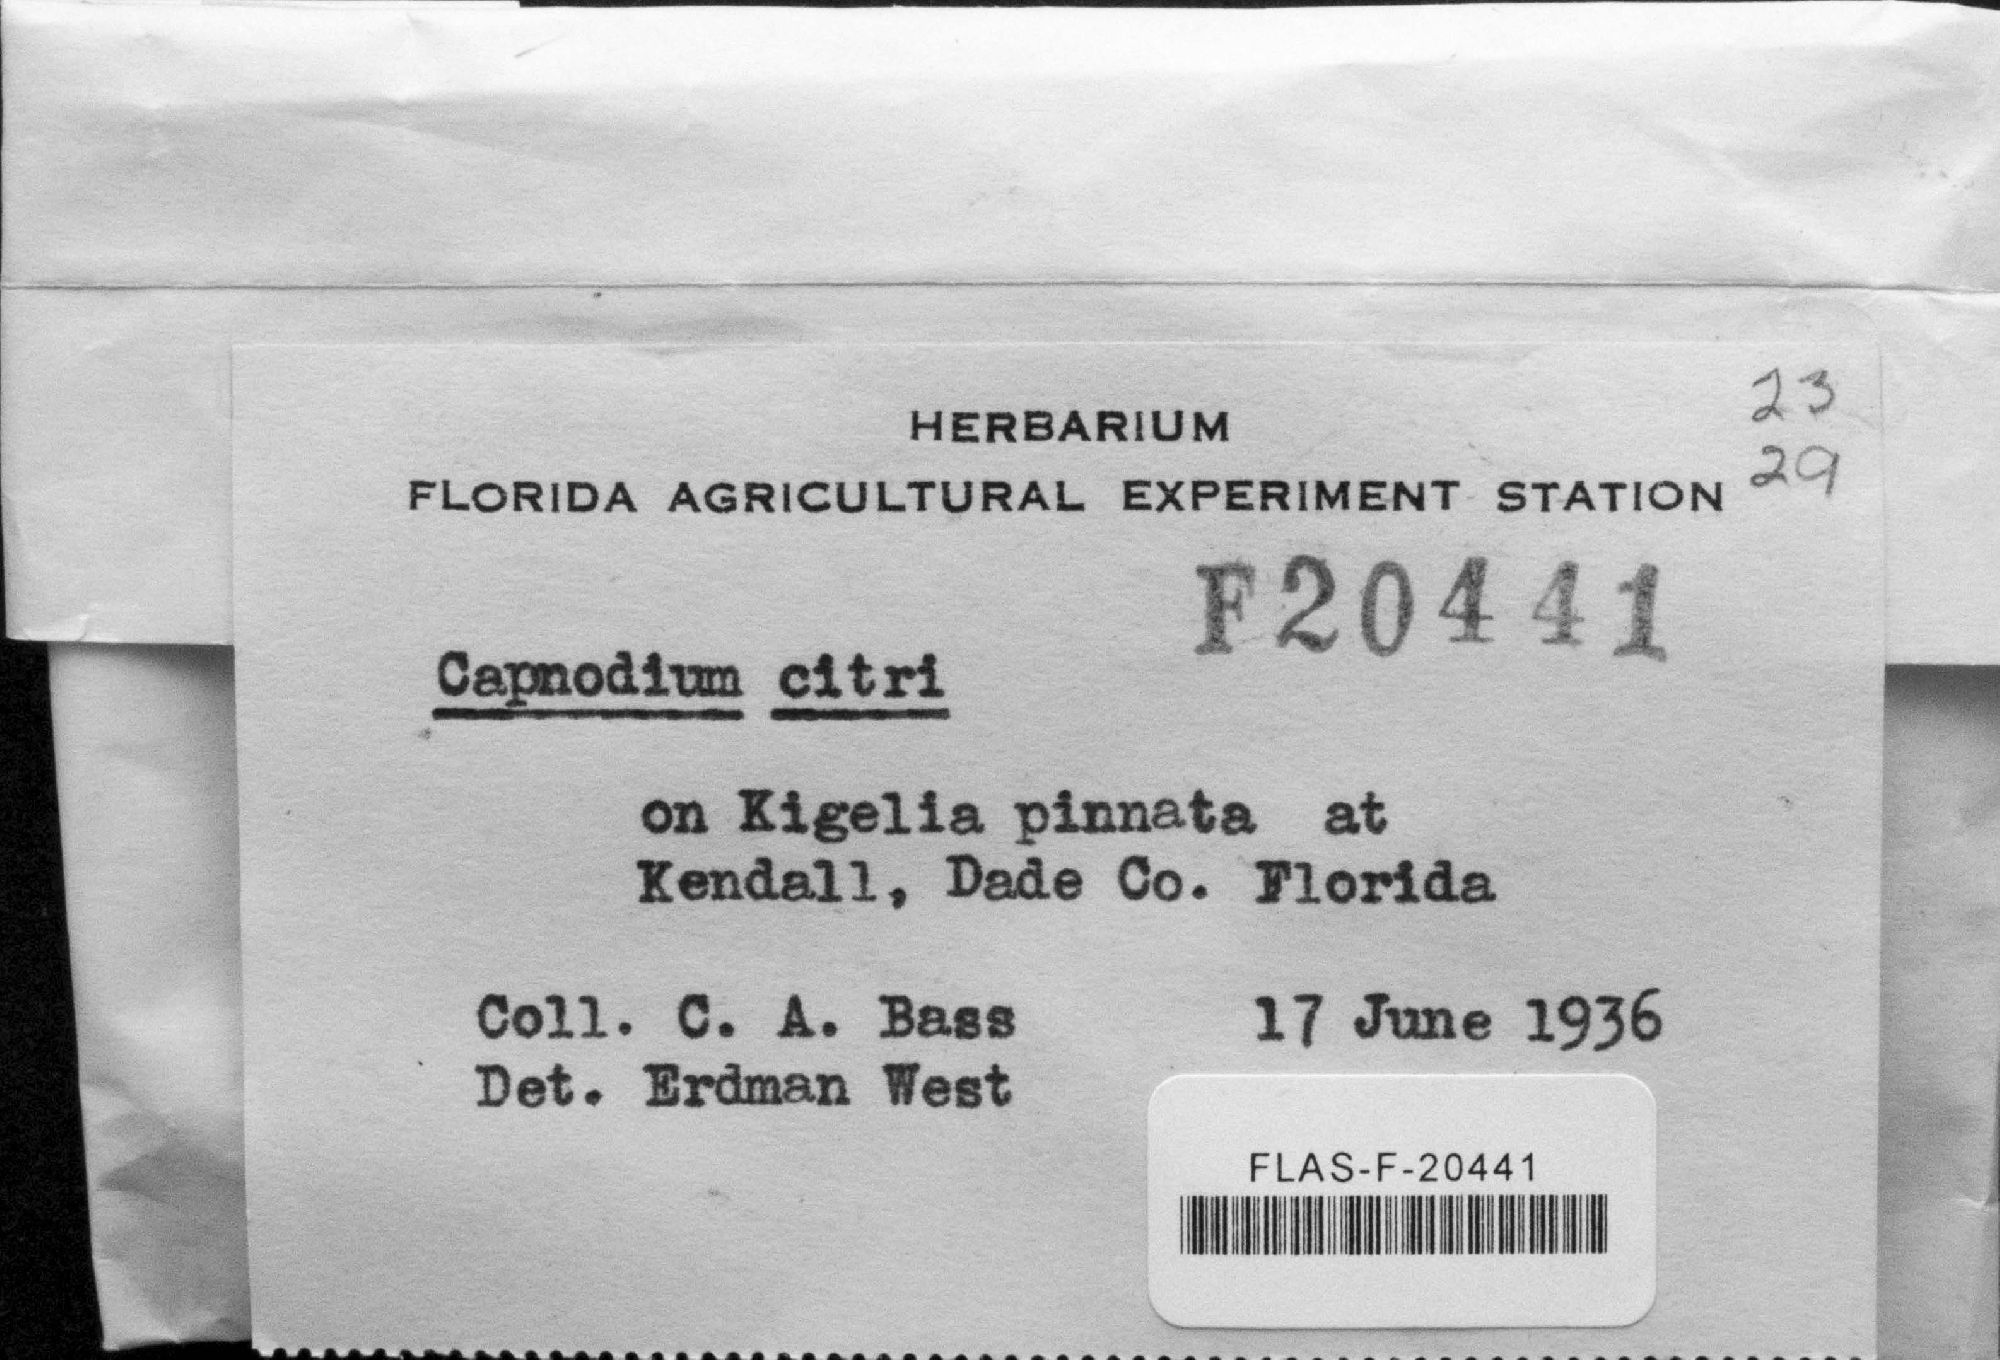 23
29
HERBARIUM
FLORIDA AGRICULTURAL EXPERIMENT STATION
F20441
Capnodium citri
on Kigelia pinnata at
Kendall, Dade Co. Florida
Coll. C. A. Bass 17 June 1936
Det. Erdman West
FLAS-F-20441